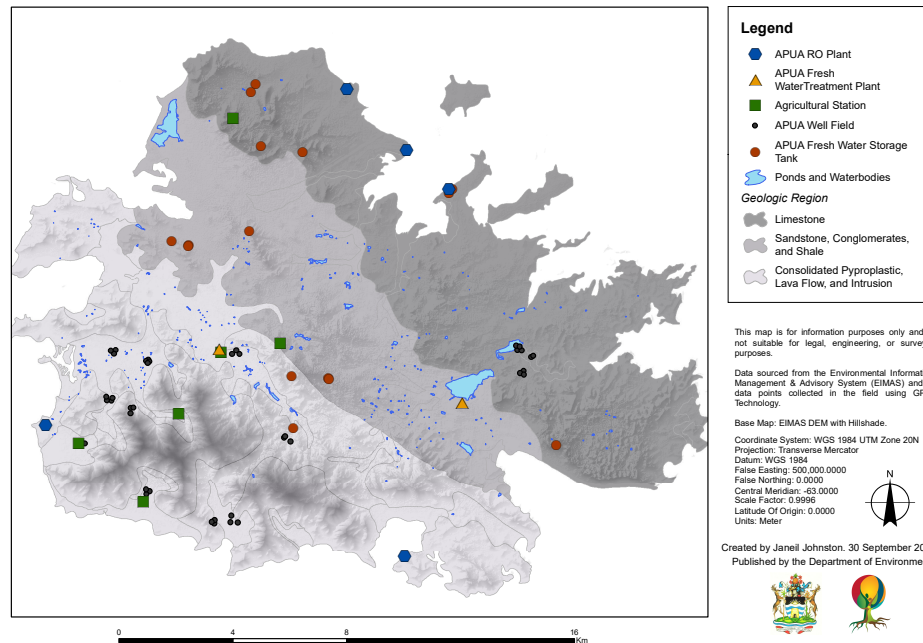 Legend
APUA RO Plant
APUA Fresh
WaterTreatment Plant
Agricultural Station
APUA Well Field
APUA Fresh Water Storage
Tank
Ponds and Waterbodies
Geologic Region
Limestone
Sandstone, Conglomerates,
and Shale
Consolidated Pyproplastic,
Lava Flow, and Intrusion
This map is for information purposes only and
not suitable for legal, engineering, or survey
purposes.
Data sourced from the Environmental Informat
Management & Advisory System (EIMAS) and
data points collected in the field using GP
Technology.
Base Map: EIMAS DEM with Hillshade.
Coordinate System: WGS 1984 UTM Zone 20N
Projection: Transverse Mercator
Datum: WGS 1984
False Easting: 500,000.0000
False Northing: 0.0000
Central Meridian: -63.0000
Scale Factor: 0.9996
Latitude Of Origin: 0.0000
Units: Meter
N
Created by Janeil Johnston. 30 September 20
Published by the Department of Environme
0 4 8 16
Km